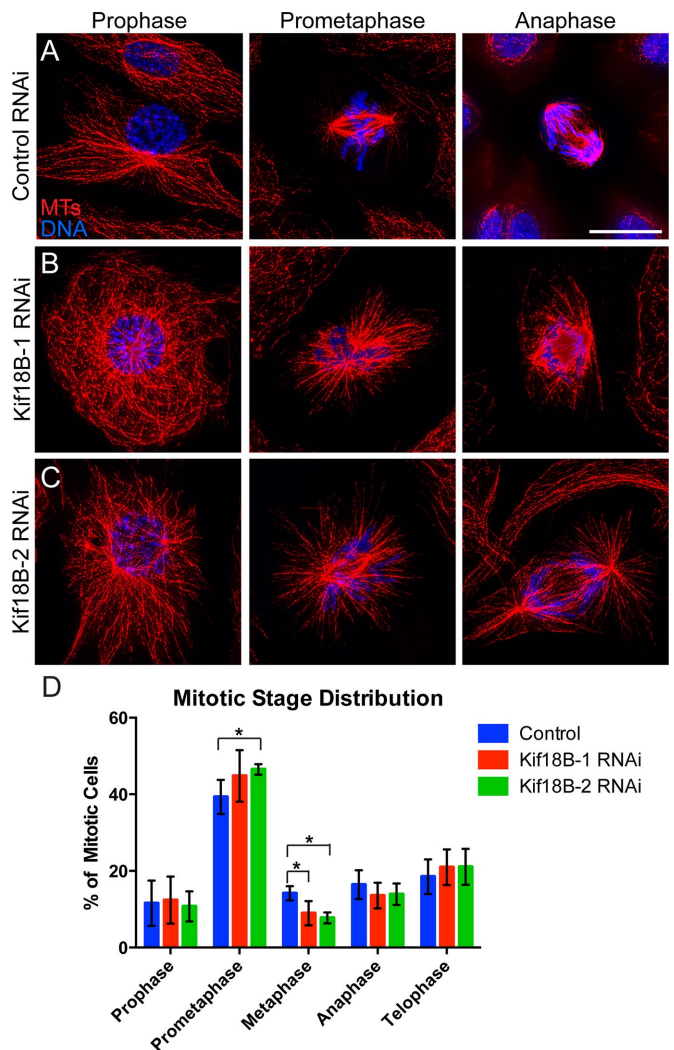 Prophase Prometaphase Anaphase
A
Control RNAi
MTs
DNA
B
Kif18B-1 RNAi
C
Kif18B-2 RNAi
D
Mitotic Stage Distribution
% of Mitotic Cells
60
40
20
0
*
*
*
Control
Kif18B-1 RNAi
Kif18B-2 RNAi
Prophase
Prometaphase
Metaphase
Anaphase
Telophase